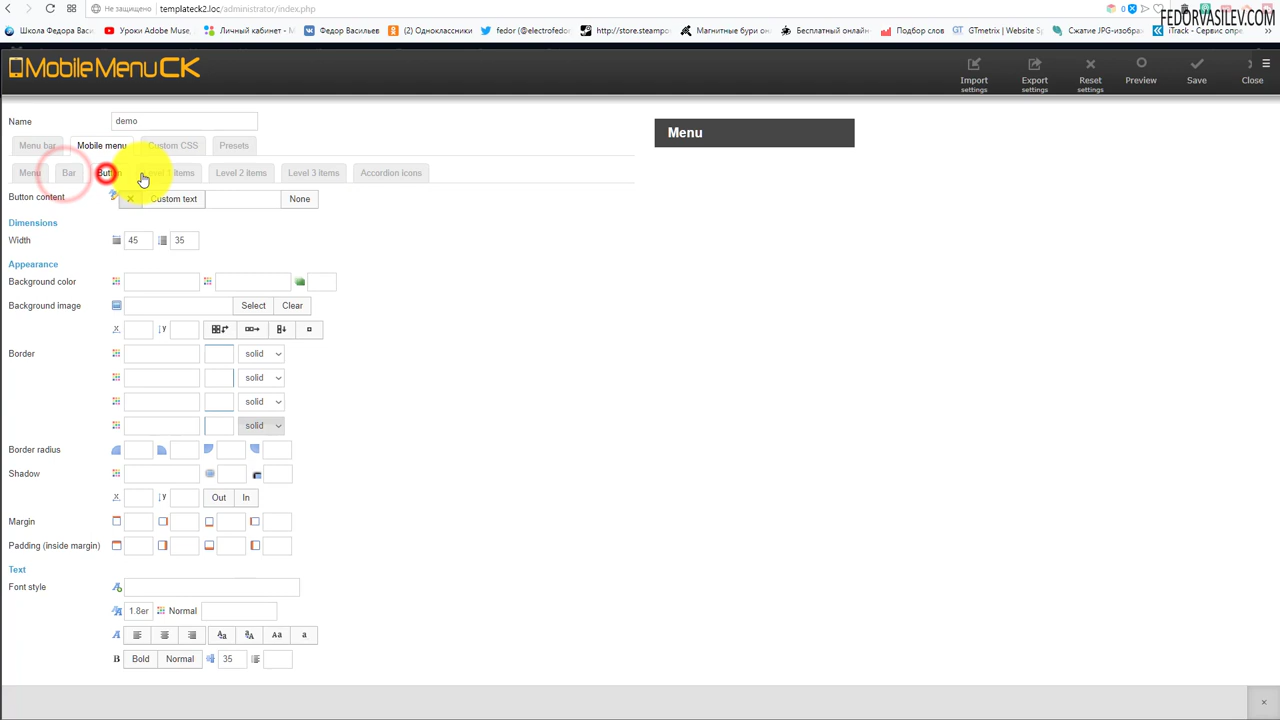 Не защищено templateck2.loc/administrator/index.php
FEDORVASILEV.COM
Школа Федора Васи Уроки Adobe Muse, Личный кабинет - М Федор Васильев (2) Одноклассники fedor (@electrofedo http://store.steampo Магнитные бури он Бесплатный онлайн- Подбор слов GTmetrix | Website S Сжатие JPG-изобра iTrack - Сервис опре »
MobileMenuCK
Import settings
Export settings
Reset settings
Preview
Save
Close
Name demo
Menu bar Mobile menu Custom CSS Presets
Menu Bar items Level 2 items Level 3 items Accordion icons
Menu
Button content × Custom text None
Dimensions
Width 45 35
Appearance
Background color
Background image Select Clear
X Y
Border solid
solid
solid
solid
Border radius
Shadow
X Y Out In
Margin
Padding (inside margin)
Text
Font style
1.8er Normal
Aa aA Aa a
B Bold Normal 35